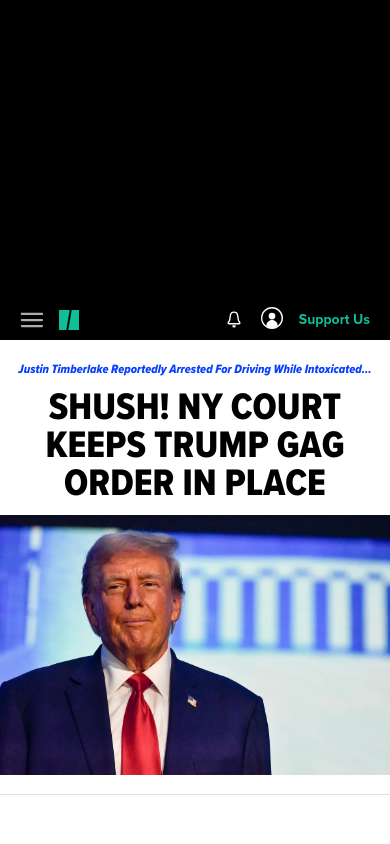 Support Us
Justin Timberlake Reportedly Arrested For Driving While Intoxicated...
SHUSH! NY COURT
KEEPS TRUMP GAG
ORDER IN PLACE